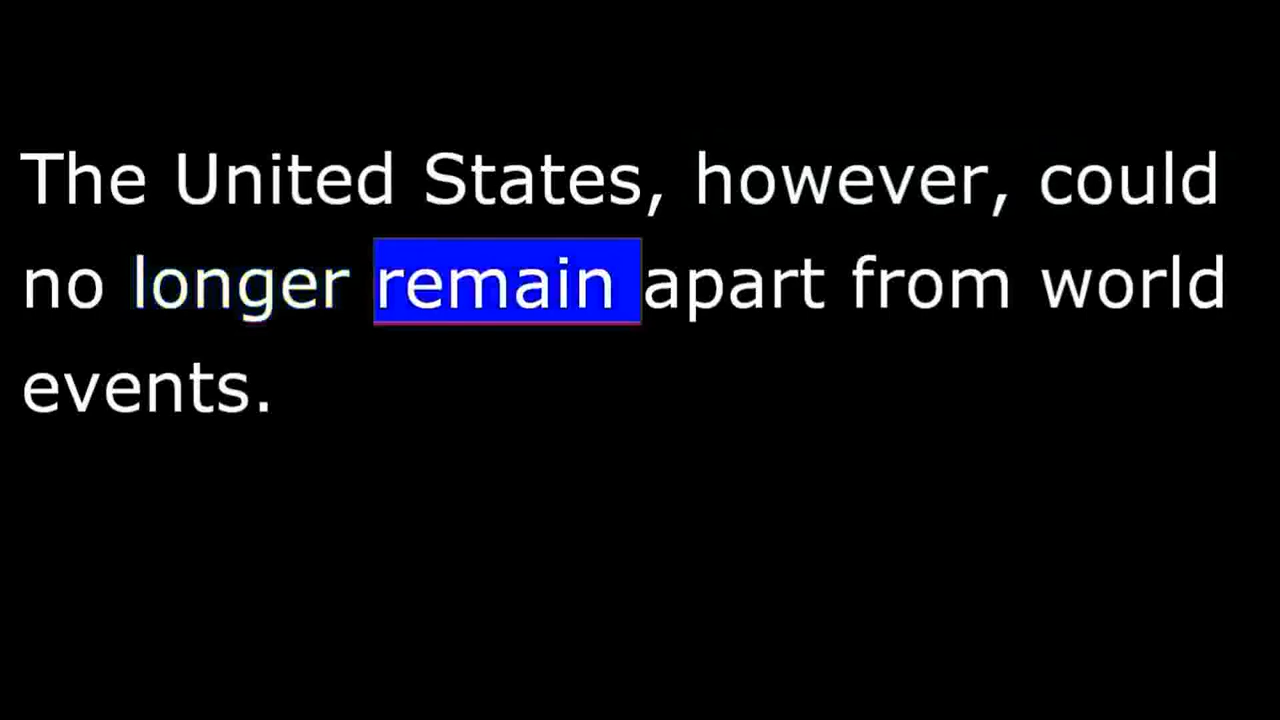 The United States, however, could
no longer remain apart from world
events.